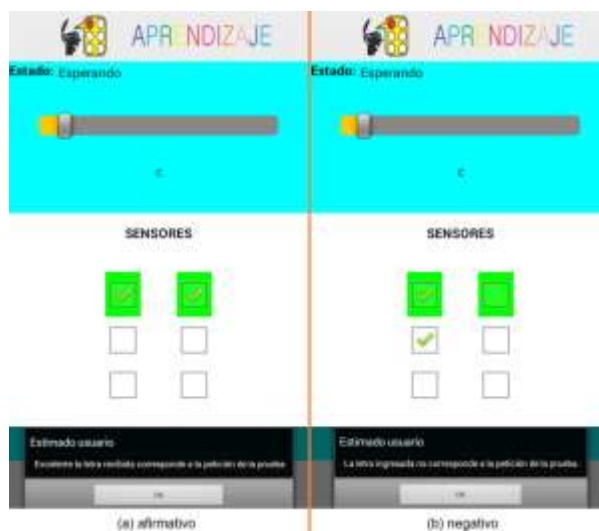 APRENDIZAJE
Estado: Esperando
c
SENSORES
Estimado usuario
Excelente la letra recibida corresponde a la petición de la prueba
OK
(a) afirmativo
APRENDIZAJE
Estado: Esperando
c
SENSORES
Estimado usuario
La letra ingresada no corresponde a la petición de la prueba
OK
(b) negativo